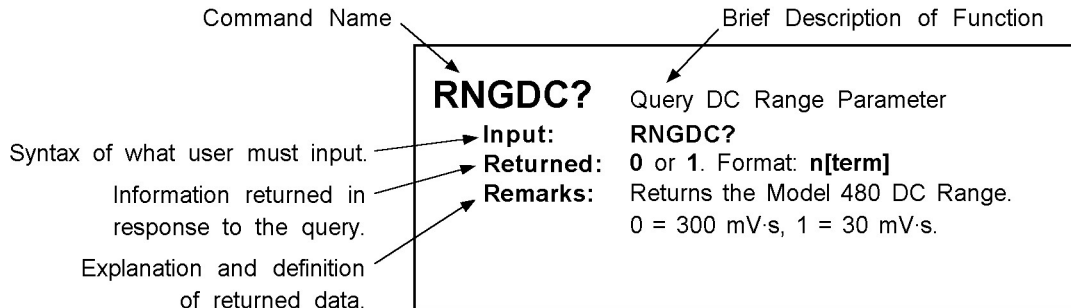 Command Name
Brief Description of Function
RNGDC? Query DC Range Parameter
Input: RNGDC?
Returned: 0 or 1. Format: n[term]
Remarks: Returns the Model 480 DC Range.
0 = 300 mV·s, 1 = 30 mV·s.
Syntax of what user must input.
Information returned in
response to the query.
Explanation and definition
of returned data.